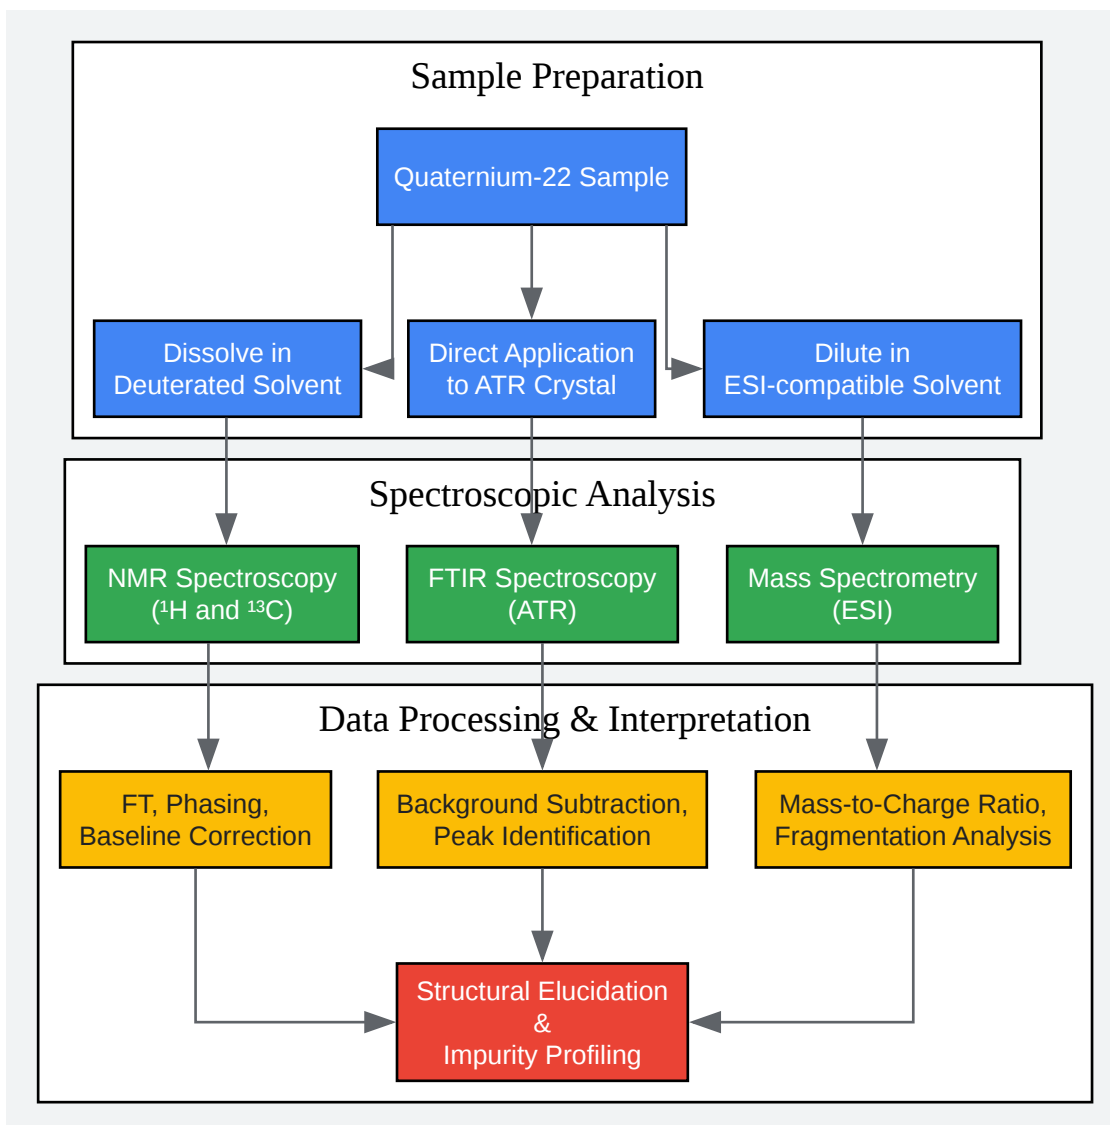 Sample Preparation
Quaternium-22 Sample
Dissolve in
Deuterated Solvent
Direct Application
to ATR Crystal
Dilute in
ESI-compatible Solvent
Spectroscopic Analysis
NMR Spectroscopy
(¹H and ¹³C)
FTIR Spectroscopy
(ATR)
Mass Spectrometry
(ESI)
Data Processing & Interpretation
FT, Phasing,
Baseline Correction
Background Subtraction,
Peak Identification
Mass-to-Charge Ratio,
Fragmentation Analysis
Structural Elucidation
&
Impurity Profiling